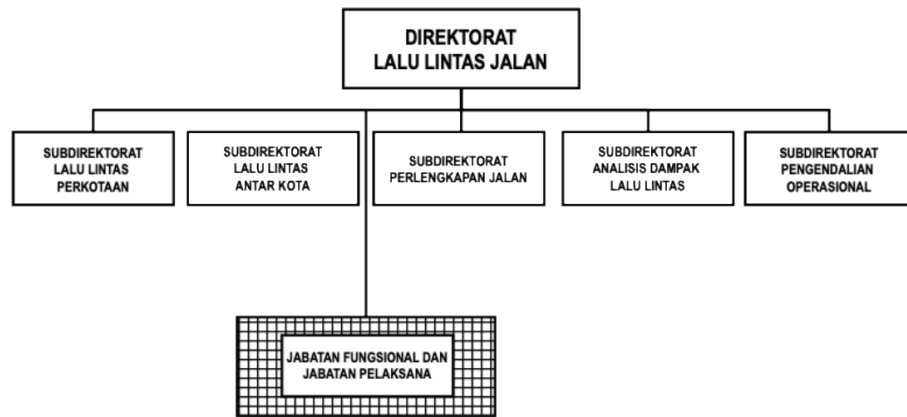 DIREKTORAT
LALU LINTAS JALAN
SUBDIREKTORAT
LALU LINTAS
PERKOTAAN
SUBDIREKTORAT
LALU LINTAS
ANTAR KOTA
SUBDIREKTORAT
PERLENGKAPAN JALAN
SUBDIREKTORAT
ANALISIS DAMPAK
LALU LINTAS
SUBDIREKTORAT
PENGENDALIAN
OPERASIONAL
JABATAN FUNGSIONAL DAN
JABATAN PELAKSANA